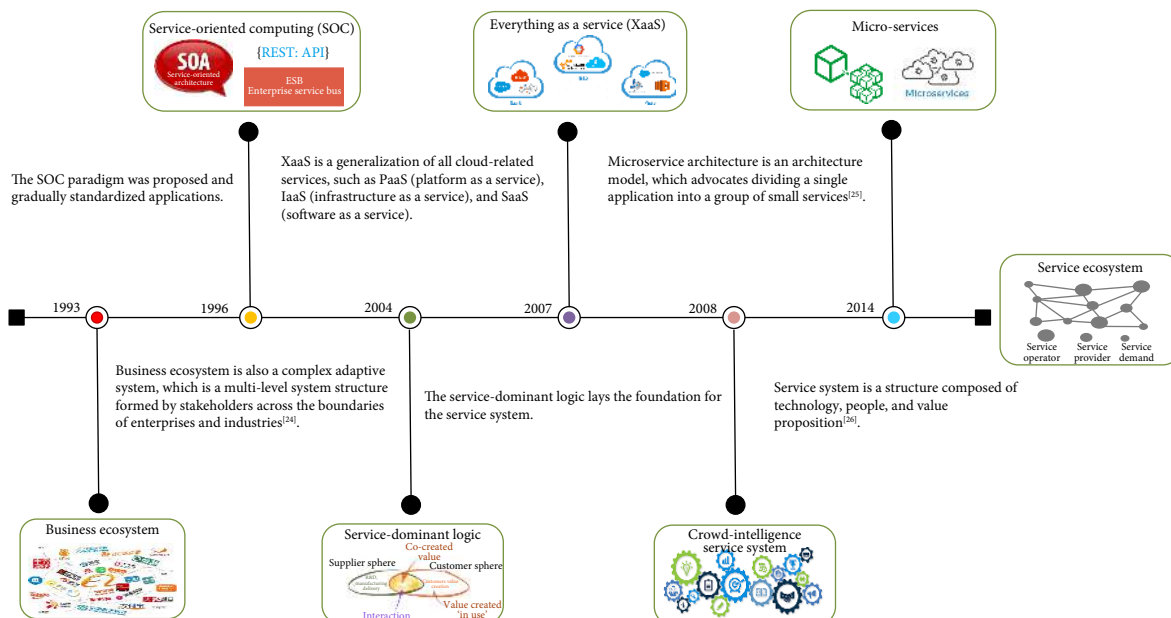 Service-oriented computing (SOC)
SOA
Service-oriented
architecture
{REST: API}
ESB
Enterprise service bus
Everything as a service (XaaS)
Micro-services
Microservices
The SOC paradigm was proposed and
gradually standardized applications.
XaaS is a generalization of all cloud-related
services, such as PaaS (platform as a service),
IaaS (infrastructure as a service), and SaaS
(software as a service).
Microservice architecture is an architecture
model, which advocates dividing a single
application into a group of small services[25].
1993
1996
2004
2007
2008
2014
Service ecosystem
Service
operator
Service
provider
Service
demand
Business ecosystem is also a complex adaptive
system, which is a multi-level system structure
formed by stakeholders across the boundaries
of enterprises and industries[24].
The service-dominant logic lays the foundation for
the service system.
Service system is a structure composed of
technology, people, and value
proposition[26].
Business ecosystem
Service-dominant logic
Co-created
value
Supplier sphere
Customer sphere
R&D,
manufacturing
delivery
Customers value
creation
Interaction
Value created
'in use'
Crowd-intelligence
service system